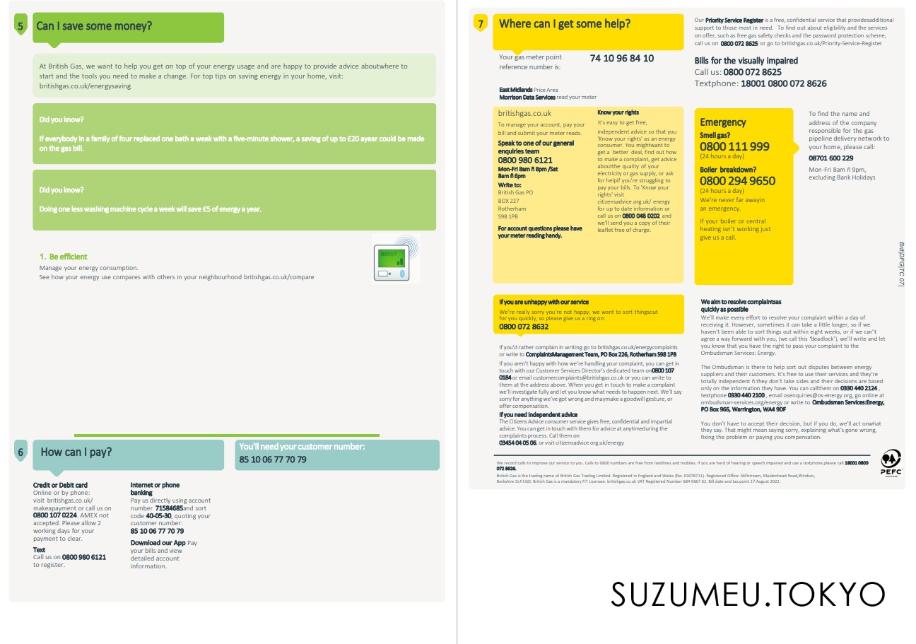 5 Can I save some money?
At British Gas, we want to help you get on top of your energy usage and are happy to provide advice aboutwhere to
start and the tools you need to make a change. For top tips on saving energy in your home, visit:
britishgas.co.uk/energysaving.
Did you know?
If everybody in a family of four replaced one bath a week with a five-minute shower, a saving of up to £20 ayear could be made
on the gas bill.
Did you know?
Doing one less washing machine cycle a week will save £5 of energy a year.
1. Be efficient
Manage your energy consumption.
See how your energy use compares with others in your neighbourhood britishgas.co.uk/compare
6 How can I pay?
You'll need your customer number:
85 10 06 77 70 79
Credit or Debit card
Online or by phone:
visit britishgas.co.uk/
makeapayment or call us on
0800 107 0224. AMEX not
accepted. Please allow 2
working days for your
payment to clear.
Text
Call us on 0800 980 6121
to register.
Internet or phone
banking
Pay us directly using account
number 71584685and sort
code 40-05-30, quoting your
customer number:
85 10 06 77 70 79
Download our App Pay
your bills and view
detailed account
information.
7 Where can I get some help?
Your gas meter point
reference number is:
74 10 96 84 10
East Midlands Price Area
Morrison Data Services read your meter
britishgas.co.uk
To manage your account, pay your
bill and submit your meter reads.
Speak to one of our general
enquiries team
0800 980 6121
Write to:
British Gas PO
BOX 227
Rotherham
S98 1PB
For account questions please have
your meter reading handy.
Know your rights
It's easy to get free,
independent advice so that you
'Know your rights' as an energy
consumer. You mightwant to
get a better deal, find out how
to make a complaint, get advice
aboutthe quality of your
electricity or gas supply, or ask
for helpif you're struggling to
pay your bills. To 'Know your
rights' visit
citizensadvice.org.uk/ energy
for up to date information or
call us on 0800 048 0202 and
we'll send you a copy of their
leaflet free of charge.
If you are unhappy with our service
We're really sorry you're not happy, we want to sort thingsout
for you quickly, so please give us a ring on:
0800 072 8632
If you'd rather complain in writing go to britishgas.co.uk/energycomplaints
or write to ComplaintsManagement Team, PO Box 226, Rotherham S98 1PB
If you aren't happy with how we're handling your complaint, you can get in
touch with our Customer Services Director's dedicated team on0800 107
0184 or email customercomplaints@britishgas.co.uk or you can write to
them at the address above. When you get in touch to make a complaint
we'll investigate fully and let you know what needs to happen next. We'll say
sorry for anything we've got wrong and maymake a goodwill gesture, or
offer compensation.
If you need independent advice
The Citizens Advice consumer service gives free, confidential and impartial
advice. You can get in touch with them for advice at anytimeduring the
complaints process. Call them on
03454 04 05 06. or visit citizensadvice.org.uk/energy
Our Priority Service Register is a free, confidential service that providesadditional
support to those most in need. To find out about eligibility and the services
on offer, such as free gas safety checks and the password protection scheme,
call us on 0800 072 8625 or go to britishgas.co.uk/Priority-Service-Register
Bills for the visually impaired
Call us: 0800 072 8625
Textphone: 18001 0800 072 8626
Emergency
Smell gas?
0800 111 999
(24 hours a day)
Boiler breakdown?
0800 294 9650
(24 hours a day)
We're never far awayin
an emergency.
If your boiler or central
heating isn't working just
give us a call.
To find the name and
address of the company
responsible for the gas
pipeline delivery network to
your home, please call:
08701 600 229
Mon-Fri 8am fi 9pm,
excluding Bank Holidays
We aim to resolve complaintsas
quickly as possible
We'll make every effort to resolve your complaint within a day of
receiving it. However, sometimes it can take a little longer, so if we
haven't been able to sort things out within eight weeks, or if we can't
agree a way forward with you, (we call this 'deadlock'), we'll write and let
you know that you have the right to pass your complaint to the
Ombudsman Services: Energy.
The Ombudsman is there to help sort out disputes between energy
suppliers and their customers. It's free to use their services and they're
totally independent fi they don't take sides and their decisions are based
only on the information they have. You can callthem on 0330 440 2124 ,
textphone 0330 440 2100 , email osenquiries@os-energy.org, go online at
ombudsman-services.org/energy or write to Ombudsman Services:Energy,
PO Box 966, Warrington, WA4 9DF
You don't have to accept their decision, but if you do, we'll act onwhat
they say. That might mean saying sorry, explaining what's gone wrong,
fixing the problem or paying you compensation.
PEFC
SUZUMEU.TOKYO